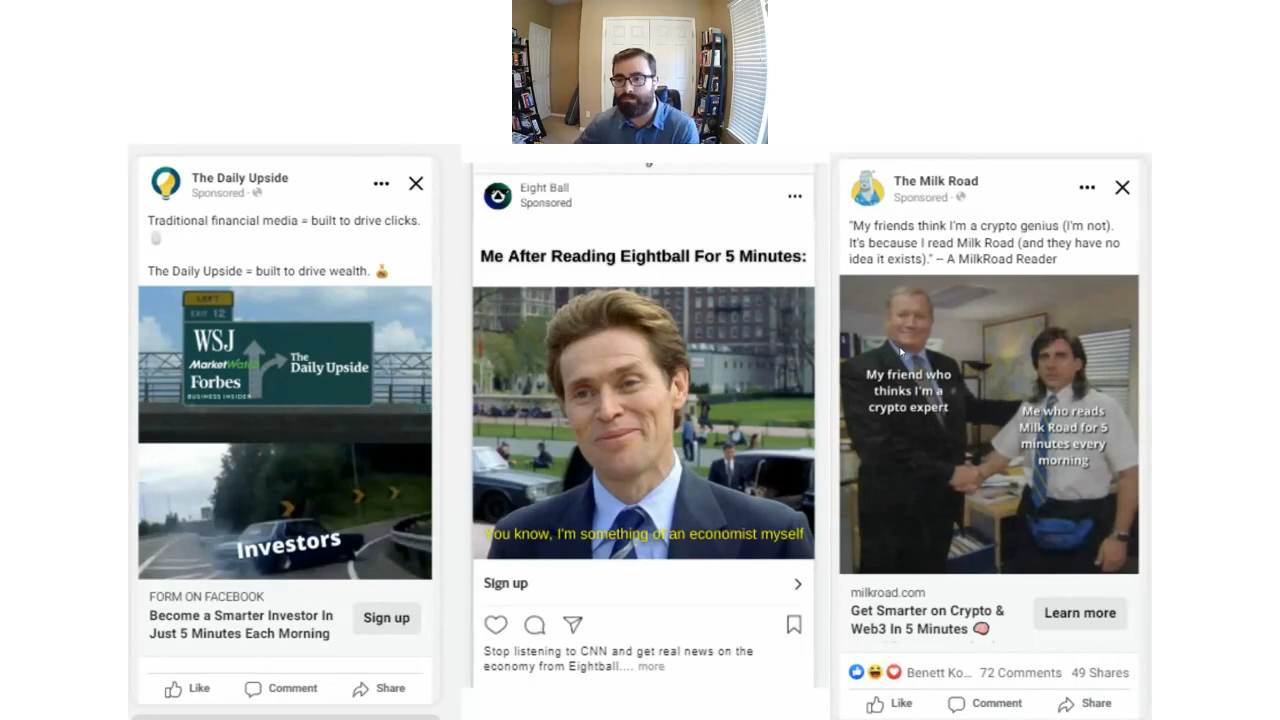 The Daily Upside
Sponsored ·
Traditional financial media = built to drive clicks.
The Daily Upside = built to drive wealth.
LEFT
EXIT 12
WSJ
MarketWatch
Forbes
BUSINESS INSIDER
The
Daily Upside
Investors
FORM ON FACEBOOK
Become a Smarter Investor In
Just 5 Minutes Each Morning
Sign up
Like Comment Share
Eight Ball
Sponsored
Me After Reading Eightball For 5 Minutes:
You know, I'm something of an economist myself
Sign up
Stop listening to CNN and get real news on the
economy from Eightball.... more
The Milk Road
Sponsored ·
"My friends think I'm a crypto genius (I'm not).
It's because I read Milk Road (and they have no
idea it exists)." -- A MilkRoad Reader
My friend who
thinks I'm a
crypto expert
Me who reads
Milk Road for 5
minutes every
morning
milkroad.com
Get Smarter on Crypto &
Web3 In 5 Minutes
Learn more
Benett Ko... 72 Comments 49 Shares
Like Comment Share